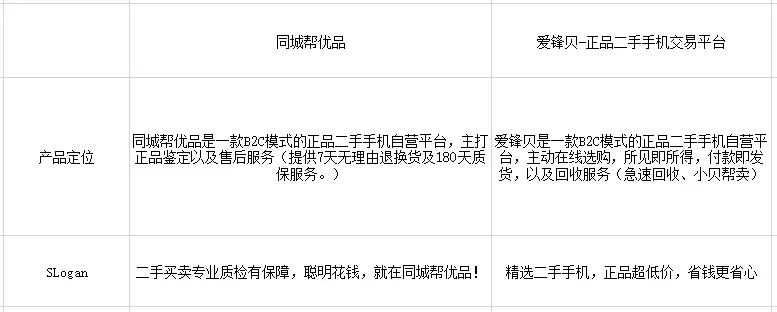 同城帮优品
爱锋贝-正品二手手机交易平台
产品定位
同城帮优品是一款B2C模式的正品二手手机自营平台，主打
正品鉴定以及售后服务（提供7天无理由退换货及180天质
保服务。）
爱锋贝是一款B2C模式的正品二手手机自营平
台，主动在线选购，所见即所得，付款即发
货，以及回收服务（急速回收、小贝帮卖）
SLogan
二手买卖专业质检有保障，聪明花钱，就在同城帮优品！
精选二手手机，正品超低价，省钱更省心